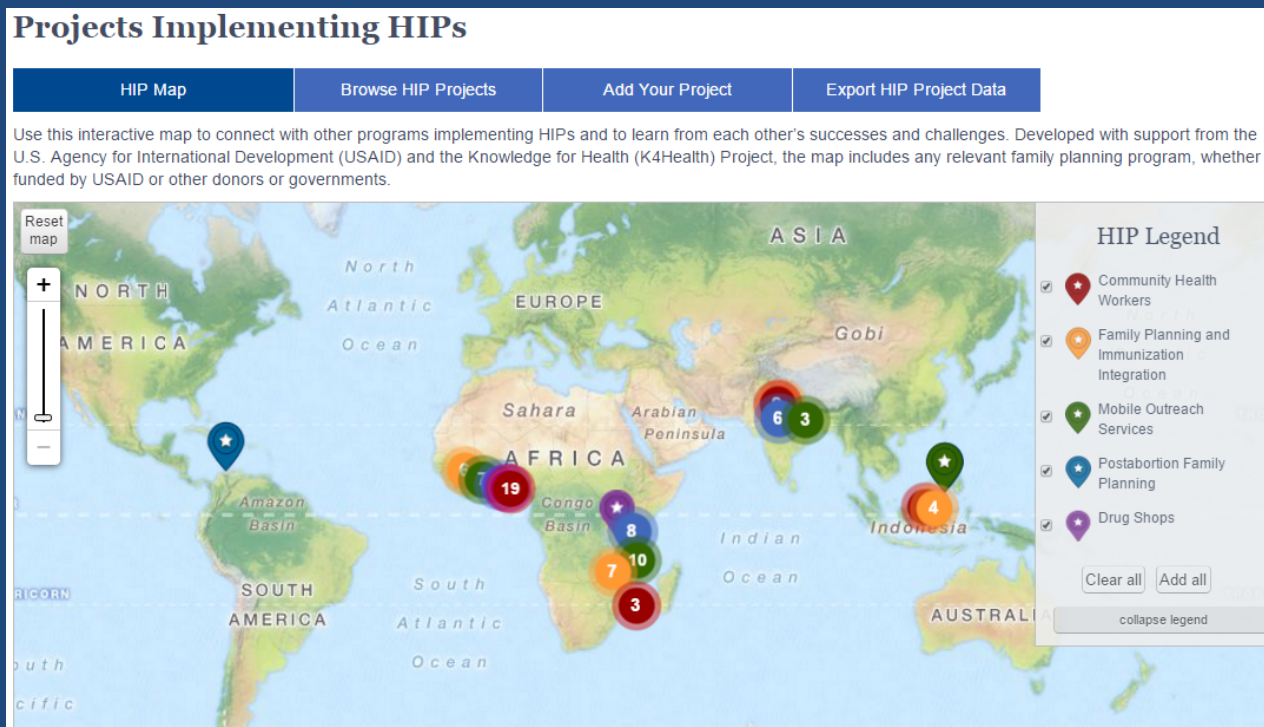 Projects Implementing HIPs
HIP Map
Browse HIP Projects
Add Your Project
Export HIP Project Data
Use this interactive map to connect with other programs implementing HIPs and to learn from each other's successes and challenges. Developed with support from the
U.S. Agency for International Development (USAID) and the Knowledge for Health (K4Health) Project, the map includes any relevant family planning program, whether
funded by USAID or other donors or governments.
Reset
map
+
−
NORTH
AMERICA
North
Atlantic
Ocean
EUROPE
ASIA
Gobi
Sahara
Arabian
Peninsula
AFRICA
6
3
7
19
Congo
Basin
8
10
7
3
Amazon
Basin
SOUTH
AMERICA
South
Atlantic
Ocean
Indian
Ocean
4
Indonesia
AUSTRALIA
RICORN
outh
cific
HIP Legend
Community Health
Workers
Family Planning and
Immunization
Integration
Mobile Outreach
Services
Postabortion Family
Planning
Drug Shops
Clear all
Add all
collapse legend